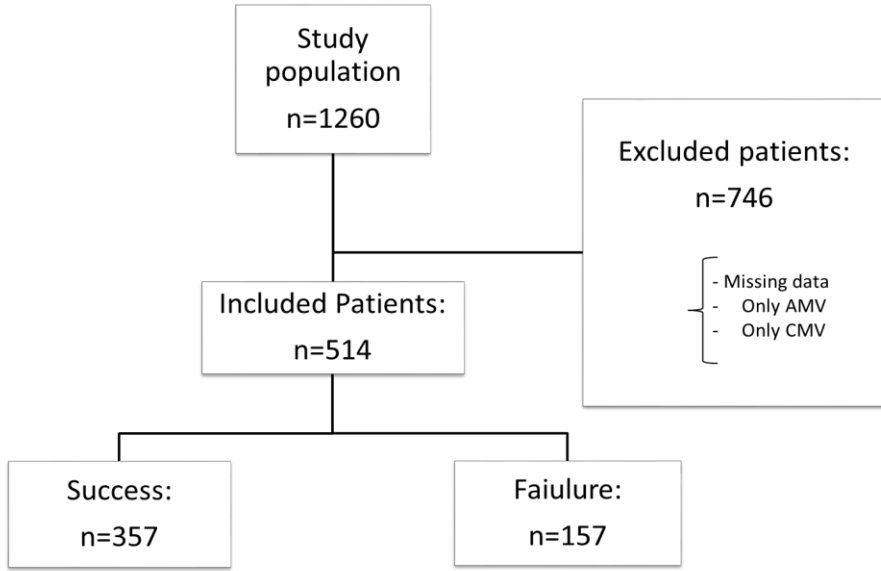 Study
population
n=1260
Excluded patients:
n=746
- Missing data
- Only AMV
- Only CMV
Included Patients:
n=514
Success:
n=357
Faiulure:
n=157